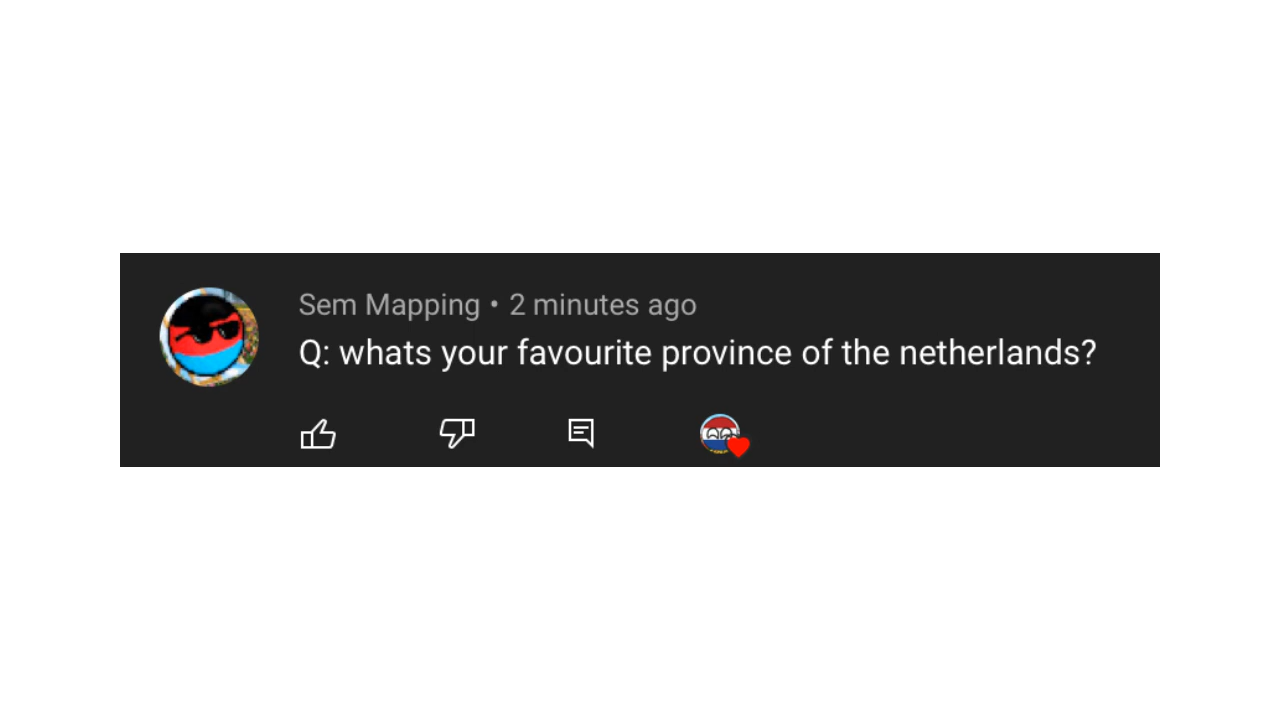 Sem Mapping • 2 minutes ago
Q: whats your favourite province of the netherlands?